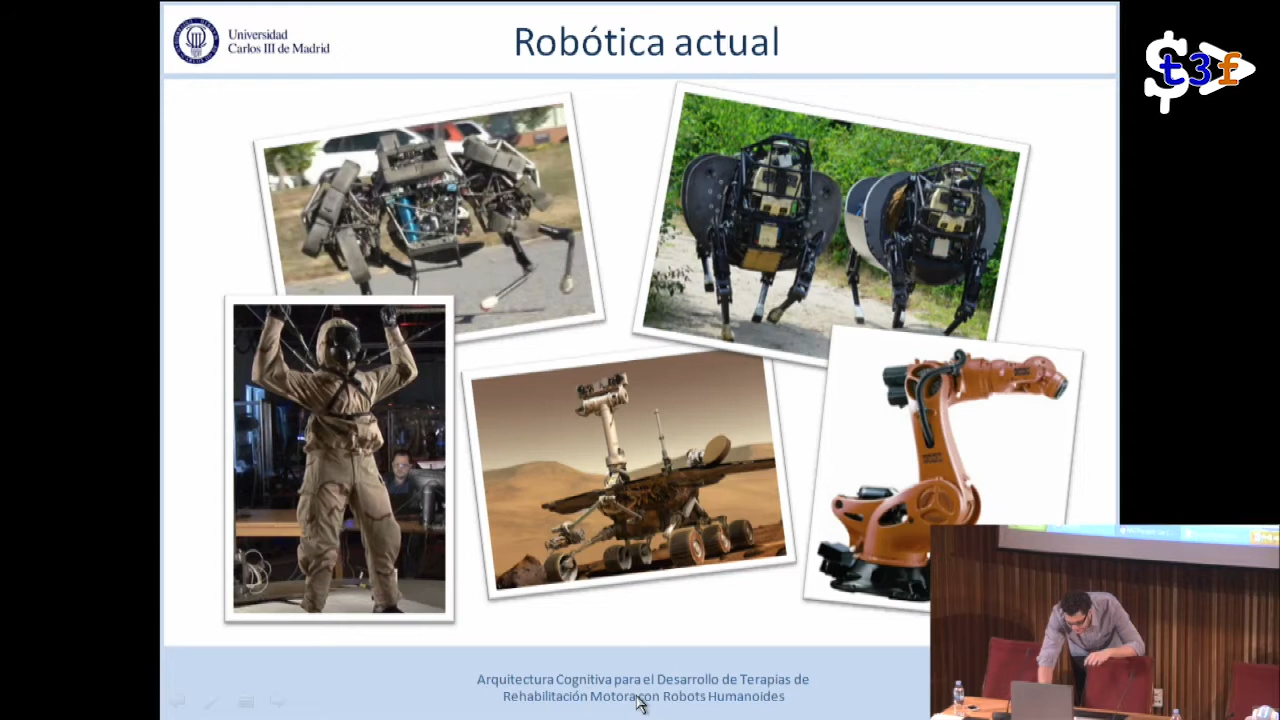 Universidad
Carlos III de Madrid
Robótica actual
$t3f
Arquitectura Cognitiva para el Desarrollo de Terapias de
Rehabilitación Motora con Robots Humanoides